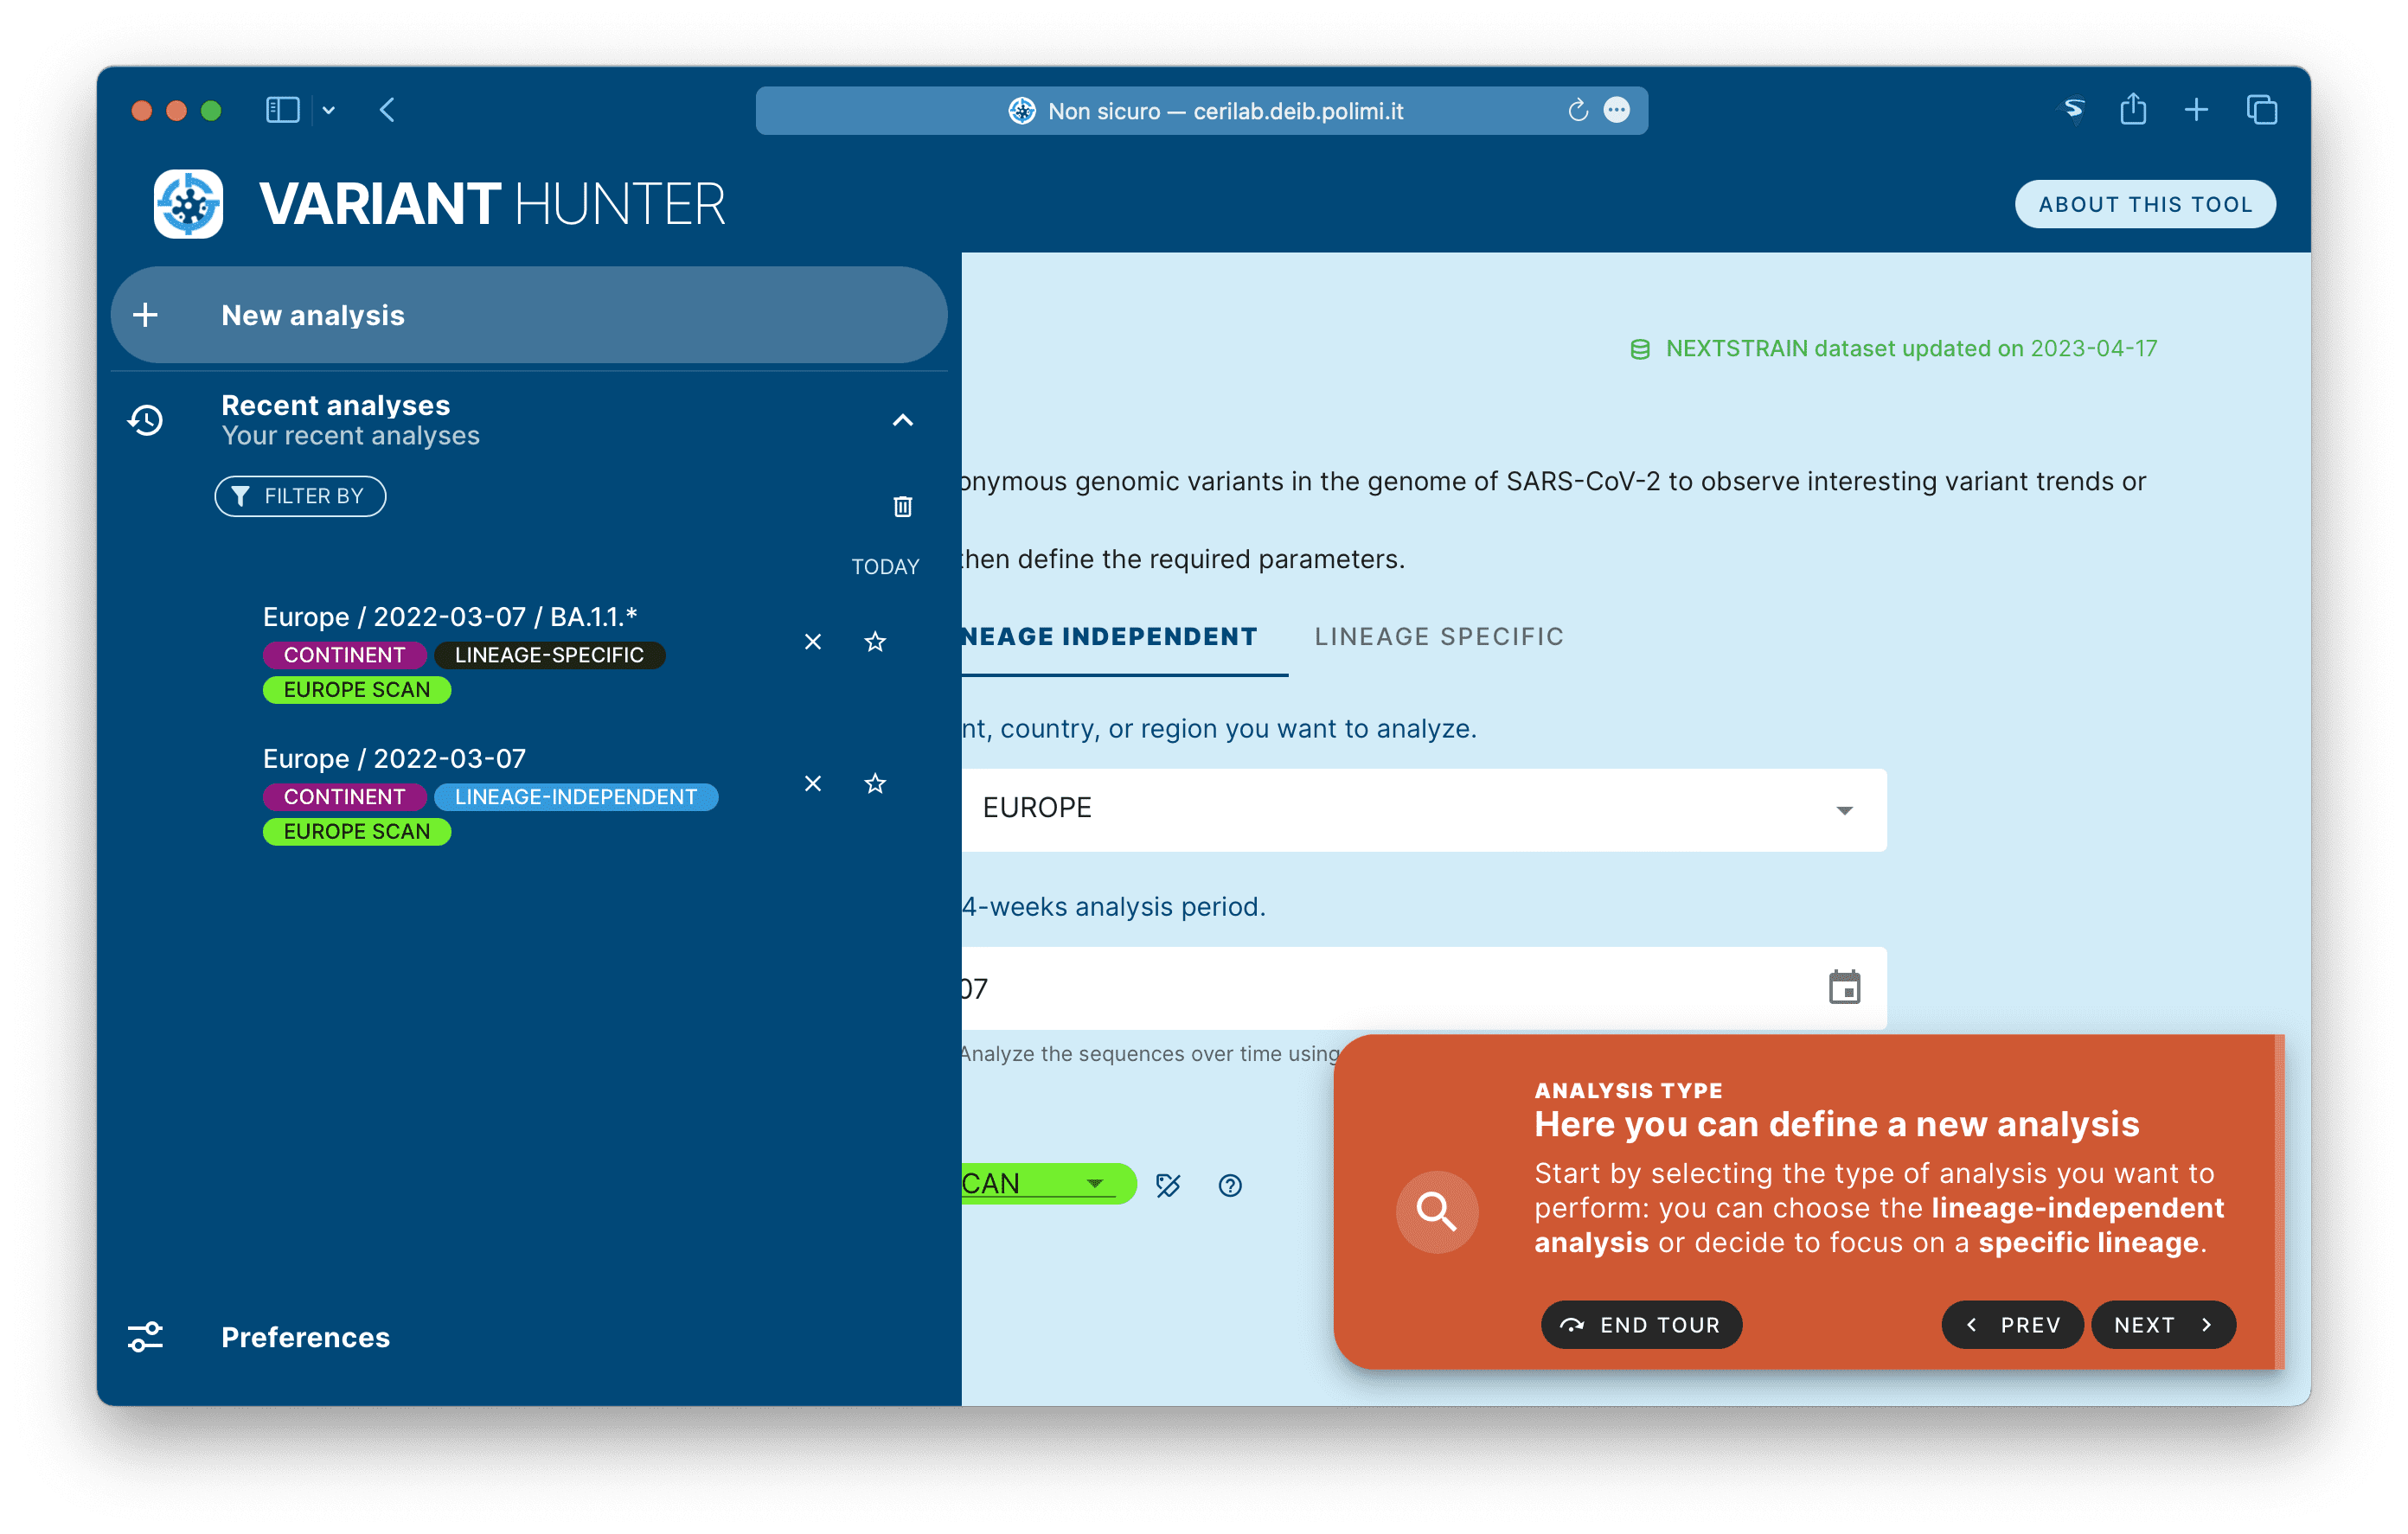 Non sicuro — cerilab.deib.polimi.it
VARIANT HUNTER
ABOUT THIS TOOL
New analysis
Recent analyses
Your recent analyses
FILTER BY
TODAY
Europe / 2022-03-07 / BA.1.1.*
CONTINENT LINEAGE-SPECIFIC
EUROPE SCAN
Europe / 2022-03-07
CONTINENT LINEAGE-INDEPENDENT
EUROPE SCAN
Preferences
NEXTSTRAIN dataset updated on 2023-04-17
onymous genomic variants in the genome of SARS-CoV-2 to observe interesting variant trends or
then define the required parameters.
NEAGE INDEPENDENT LINEAGE SPECIFIC
nt, country, or region you want to analyze.
EUROPE
4-weeks analysis period.
07
Analyze the sequences over time using
CAN
ANALYSIS TYPE
Here you can define a new analysis
Start by selecting the type of analysis you want to
perform: you can choose the lineage-independent
analysis or decide to focus on a specific lineage.
END TOUR PREV NEXT